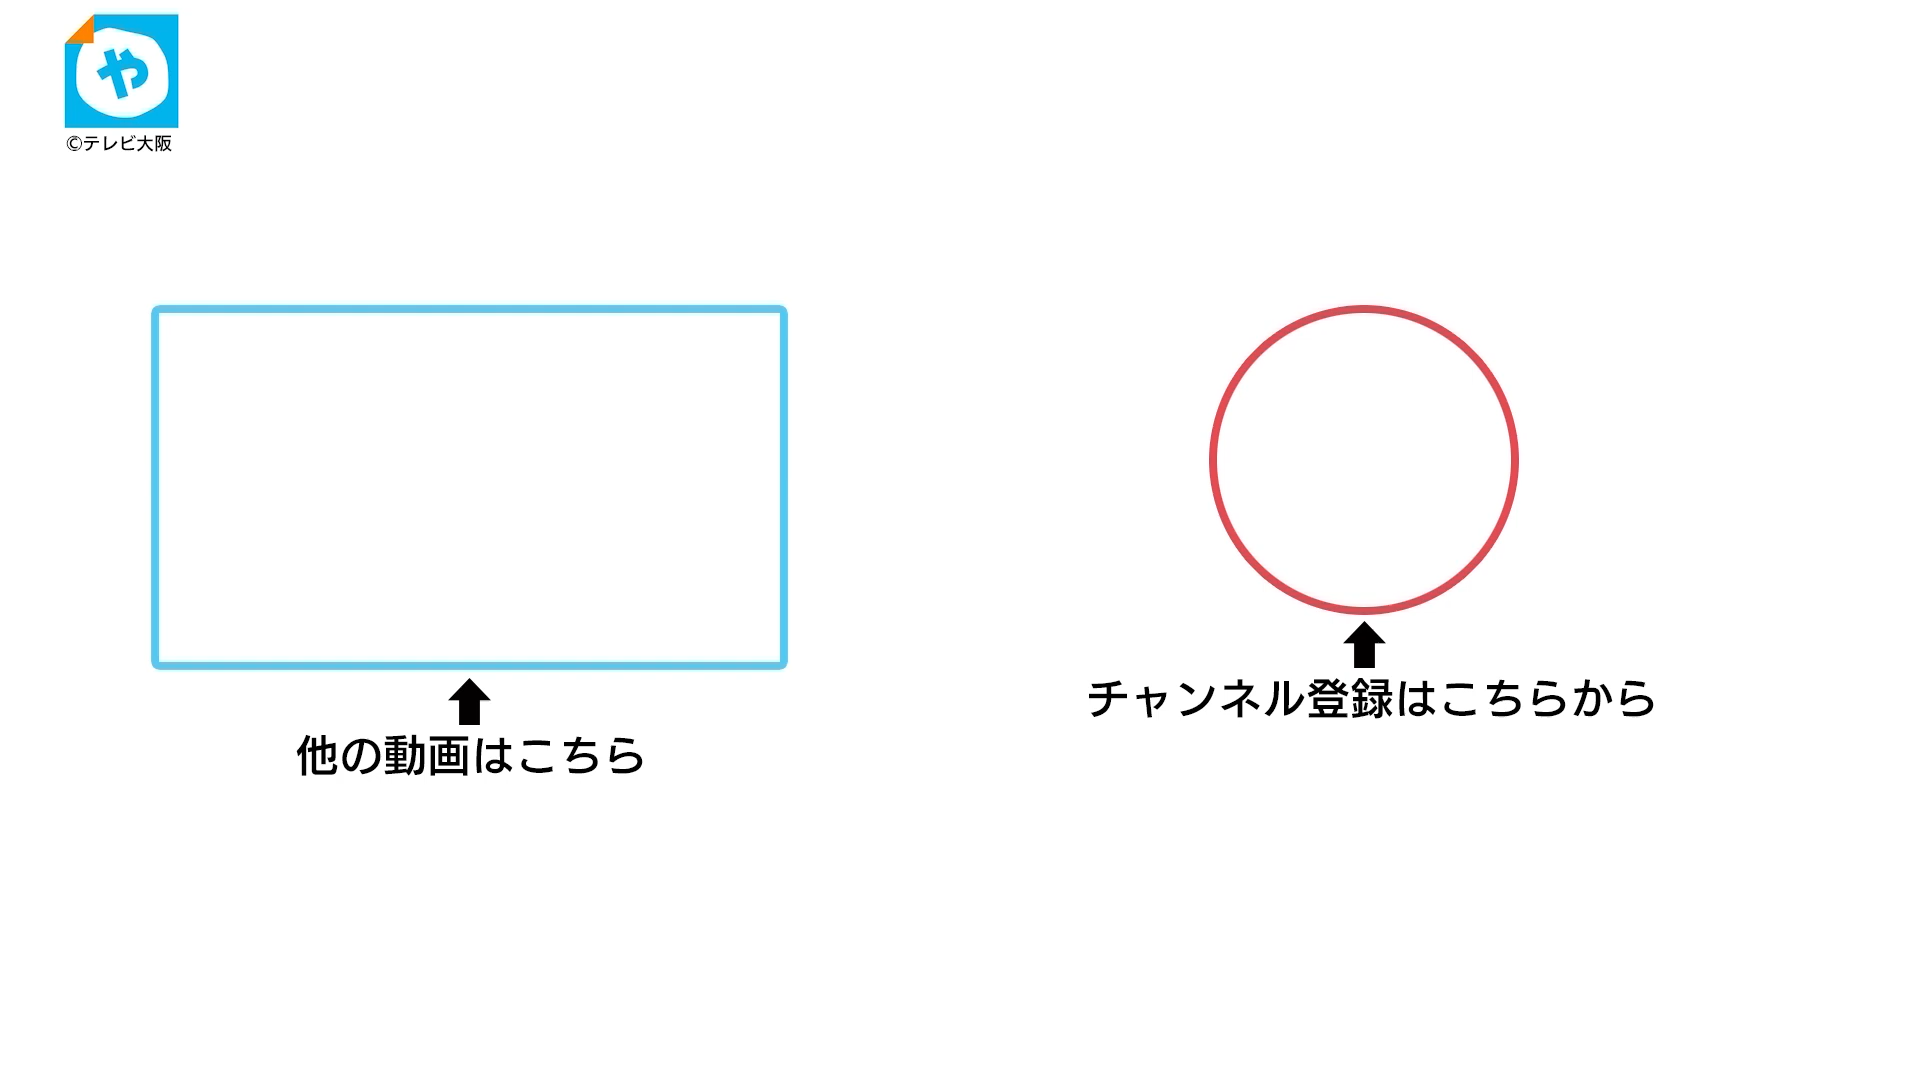 や
©テレビ大阪
他の動画はこちら
チャンネル登録はこちらから